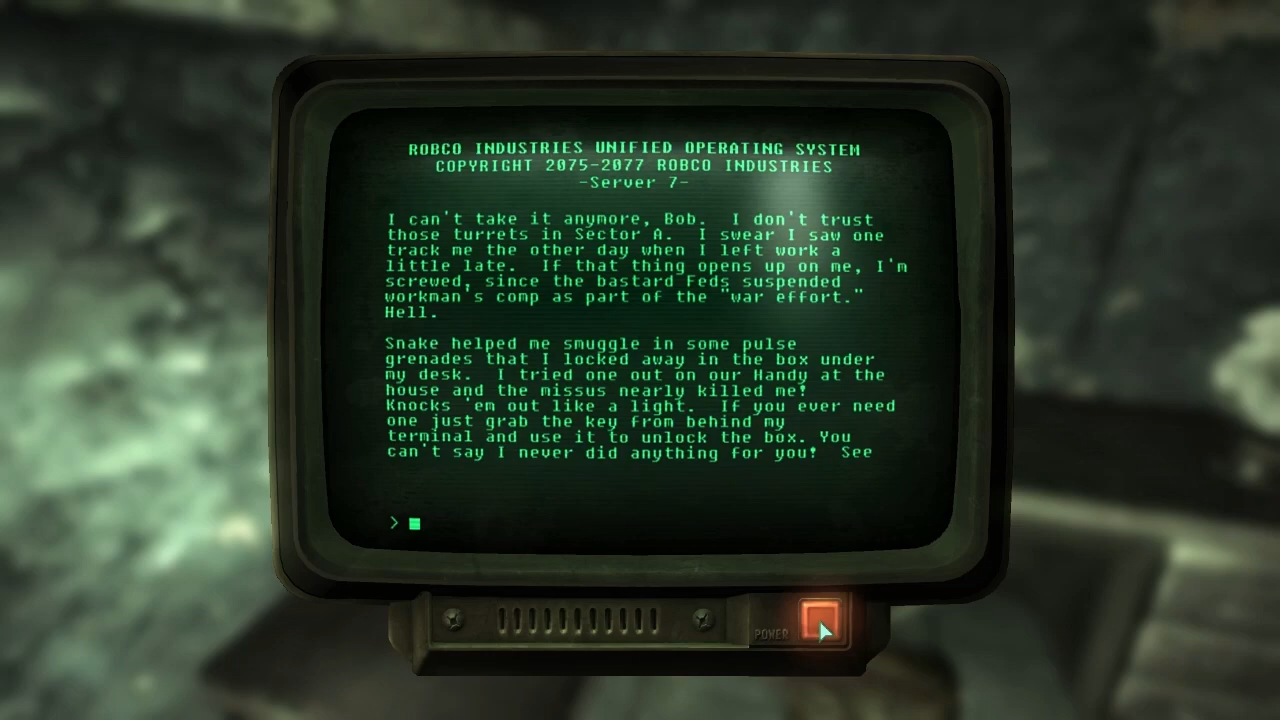 ROBCO INDUSTRIES UNIFIED OPERATING SYSTEM
COPYRIGHT 2075-2077 ROBCO INDUSTRIES
-Server 7-
I can't take it anymore, Bob.  I don't trust
those turrets in Sector A.  I swear I saw one
track me the other day when I left work a
little late.  If that thing opens up on me, I'm
screwed, since the bastard Feds suspended
workman's comp as part of the "war effort."
Hell.
Snake helped me smuggle in some pulse
grenades that I locked away in the box under
my desk.  I tried one out on our Handy at the
house and the missus nearly killed me!
Knocks 'em out like a light.  If you ever need
one just grab the key from behind my
terminal and use it to unlock the box. You
can't say I never did anything for you!  See
>
POWER